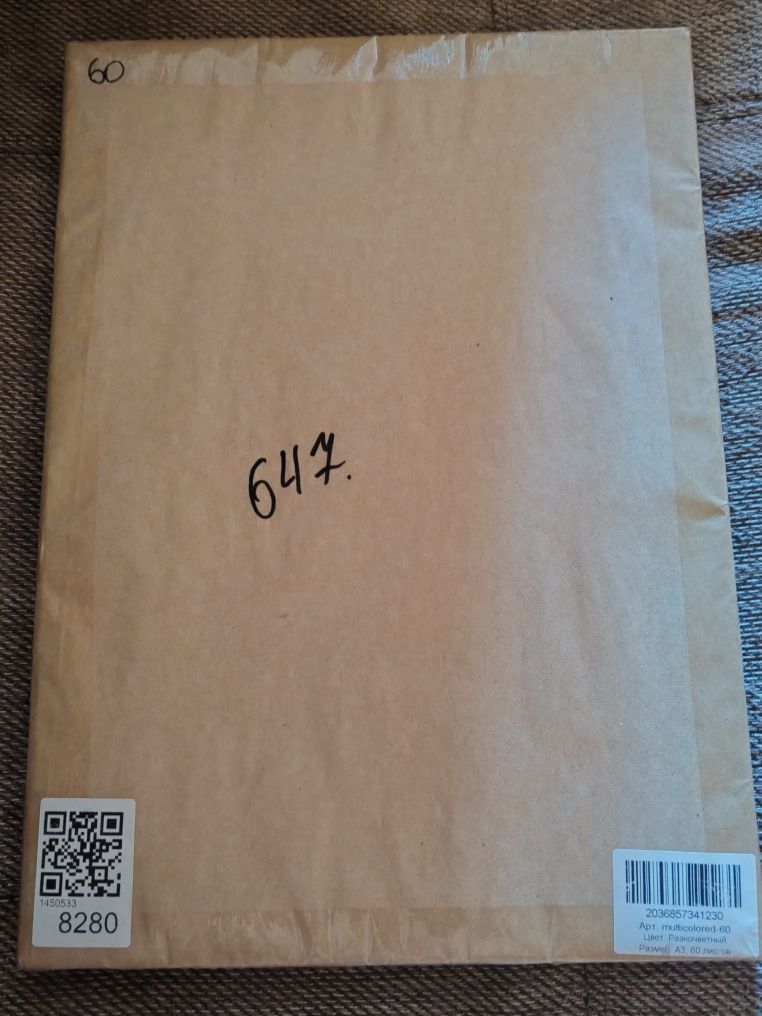 60
647.
1450533
8280
2036857341230
Арт. multicolored-60
Цвет: Разноцветный
Размер: А3, 60 листов